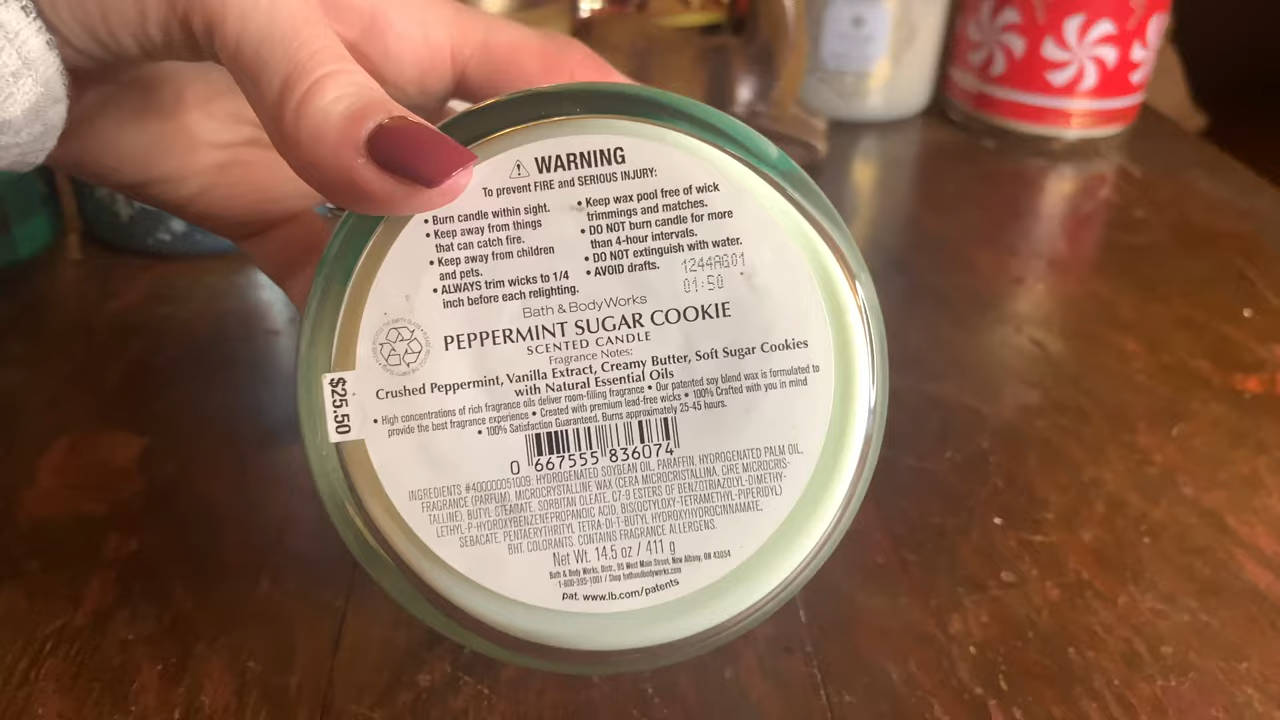 WARNING
To prevent FIRE and SERIOUS INJURY:
• Burn candle within sight.
• Keep away from things
that can catch fire.
• Keep away from children
and pets.
• ALWAYS trim wicks to 1/4
inch before each relighting.
• Keep wax pool free of wick
trimmings and matches.
• DO NOT burn candle for more
than 4-hour intervals.
• DO NOT extinguish with water.
• AVOID drafts.
1244AG01
01:50
Bath & Body Works
PEPPERMINT SUGAR COOKIE
SCENTED CANDLE
Fragrance Notes:
Crushed Peppermint, Vanilla Extract, Creamy Butter, Soft Sugar Cookies
with Natural Essential Oils
• High concentrations of rich fragrance oils deliver room-filling fragrance • Our patented soy blend wax is formulated to
provide the best fragrance experience • Created with premium lead-free wicks • 100% Crafted with you in mind
• 100% Satisfaction Guaranteed. Burns approximately 25-45 hours.
$25.50
0 667555 836074
INGREDIENTS #400000051009: HYDROGENATED SOYBEAN OIL, PARAFFIN, HYDROGENATED PALM OIL,
FRAGRANCE (PARFUM), MICROCRYSTALLINE WAX (CERA MICROCRISTALLINA, CIRE MICROCRIS-
TALLINE), BUTYL STEARATE, SORBITAN OLEATE, C7-9 ESTERS OF BENZOTRIAZOLYL-DIMETHY-
LETHYL-P-HYDROXYBENZENEPROPANOIC ACID, BIS(OCTYLOXY-TETRAMETHYL-PIPERIDYL)
SEBACATE, PENTAERYTHRITYL TETRA-DI-T-BUTYL HYDROXYHYDROCINNAMATE,
BHT, COLORANTS. CONTAINS FRAGRANCE ALLERGENS.
Net Wt. 14.5 oz / 411 g
Bath & Body Works, Distr., 95 West Main Street, New Albany, OH 43054
1-800-395-1001 / Shop bathandbodyworks.com
pat. www.lb.com/patents